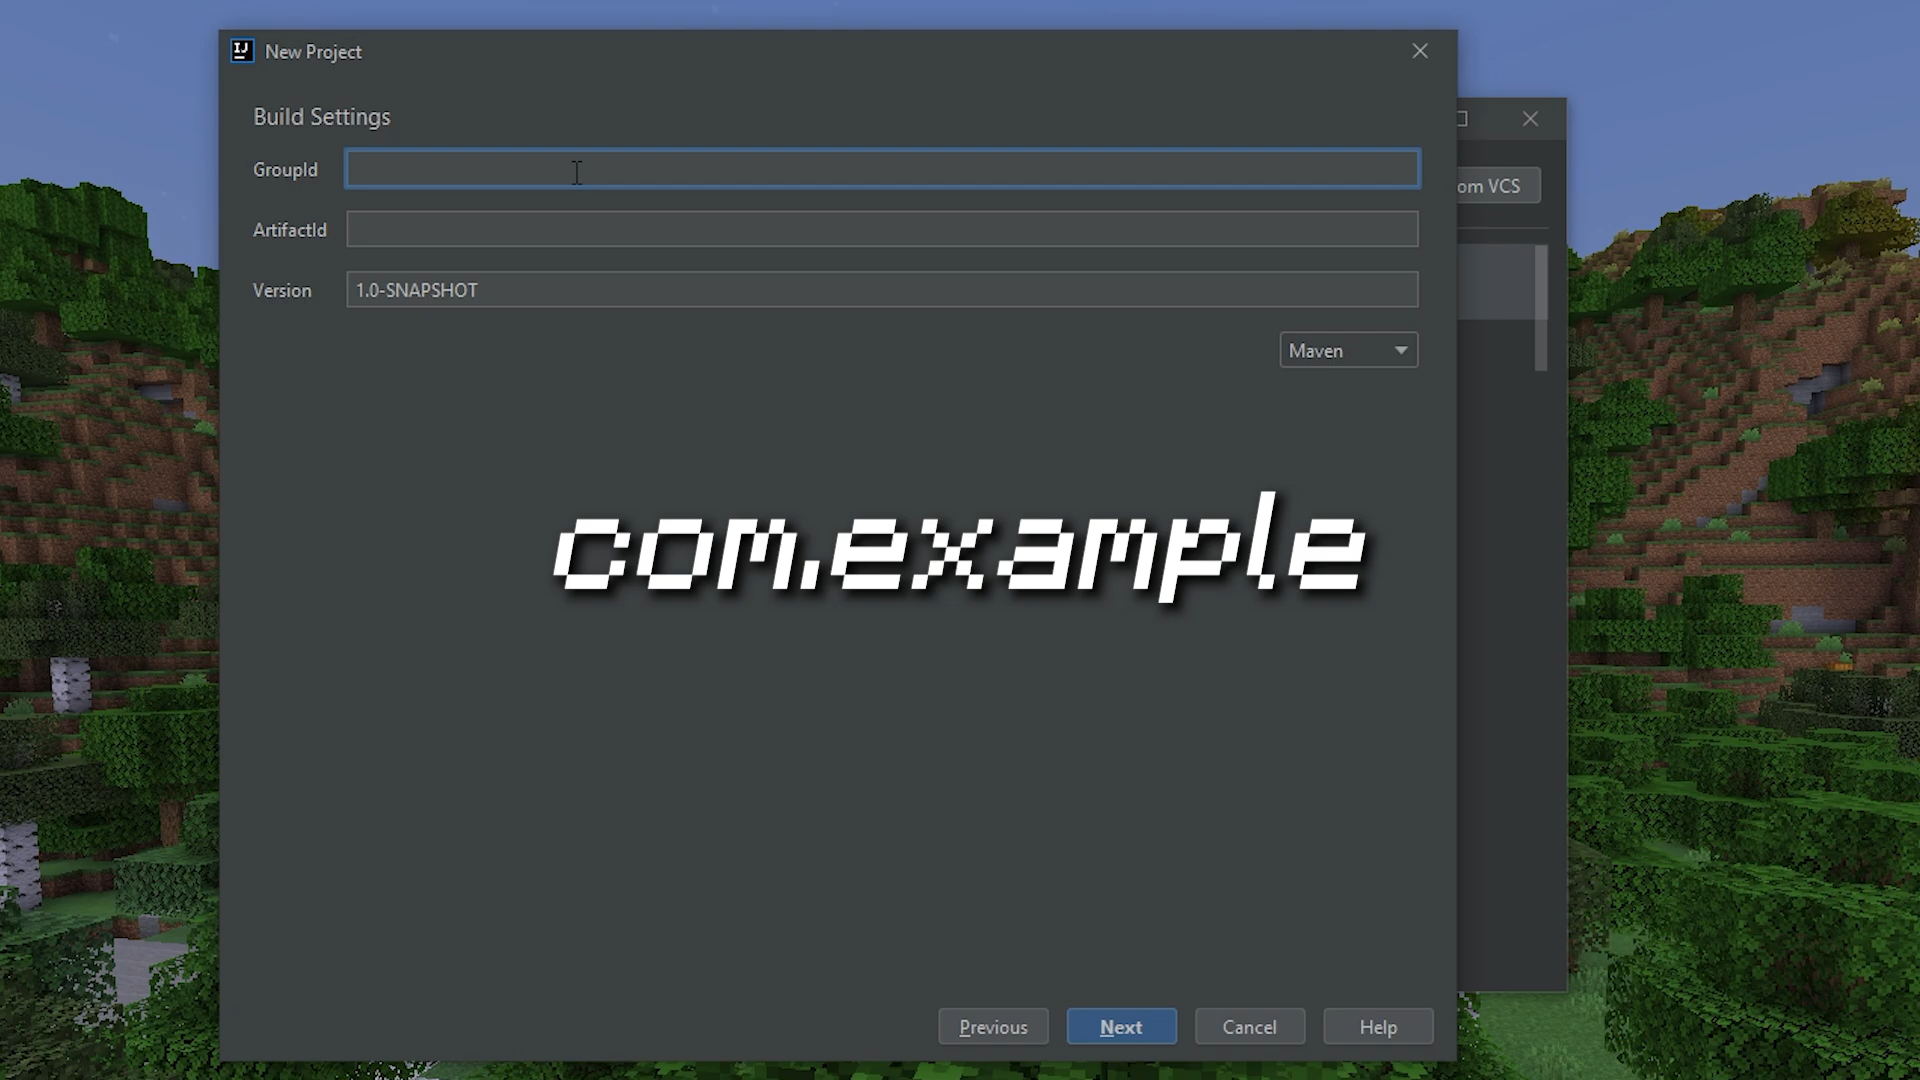 IJ
New Project
Build Settings
GroupId
om VCS
ArtifactId
Version 1.0-SNAPSHOT
Maven
com.example
Previous Next Cancel Help